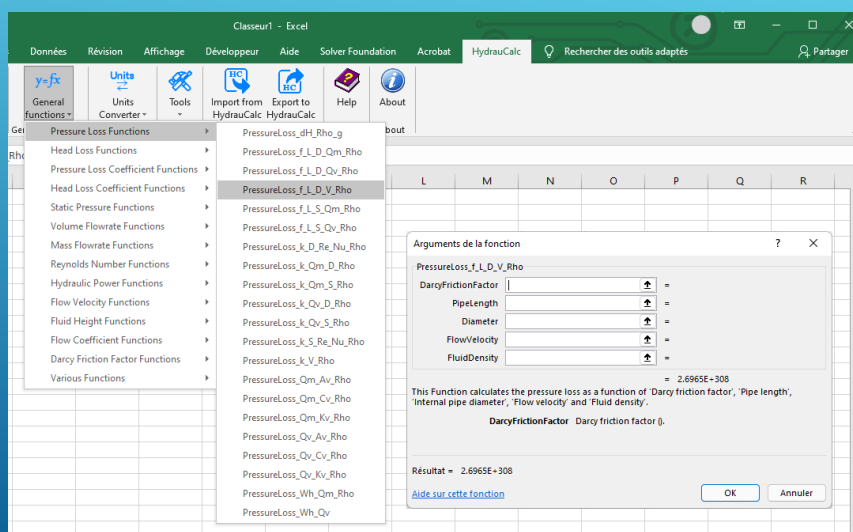 Classeur1 - Excel
Données Révision Affichage Développeur Aide Solver Foundation Acrobat HydrauCalc Rechercher des outils adaptés Partager
y=fx
General
functions
Units
Units
Converter
Tools
HC
Import from
HydrauCalc
HC
Export to
HydrauCalc
?
Help
i
About
Ge
bout
Rho
Pressure Loss Functions
Head Loss Functions
Pressure Loss Coefficient Functions
Head Loss Coefficient Functions
Static Pressure Functions
Volume Flowrate Functions
Mass Flowrate Functions
Reynolds Number Functions
Hydraulic Power Functions
Flow Velocity Functions
Fluid Height Functions
Flow Coefficient Functions
Darcy Friction Factor Functions
Various Functions
PressureLoss_dH_Rho_g
PressureLoss_f_L_D_Qm_Rho
PressureLoss_f_L_D_Qv_Rho
PressureLoss_f_L_D_V_Rho
PressureLoss_f_L_S_Qm_Rho
PressureLoss_f_L_S_Qv_Rho
PressureLoss_k_D_Re_Nu_Rho
PressureLoss_k_Qm_D_Rho
PressureLoss_k_Qm_S_Rho
PressureLoss_k_Qv_D_Rho
PressureLoss_k_Qv_S_Rho
PressureLoss_k_S_Re_Nu_Rho
PressureLoss_k_V_Rho
PressureLoss_Qm_Av_Rho
PressureLoss_Qm_Cv_Rho
PressureLoss_Qm_Kv_Rho
PressureLoss_Qv_Av_Rho
PressureLoss_Qv_Cv_Rho
PressureLoss_Qv_Kv_Rho
PressureLoss_Wh_Qm_Rho
PressureLoss_Wh_Qv
L M N O P Q R
Arguments de la fonction ? X
PressureLoss_f_L_D_V_Rho
DarcyFrictionFactor =
PipeLength =
Diameter =
FlowVelocity =
FluidDensity =
= 2.6965E+308
This Function calculates the pressure loss as a function of 'Darcy friction factor', 'Pipe length',
'Internal pipe diameter', 'Flow velocity' and 'Fluid density'.
DarcyFrictionFactor Darcy friction factor ().
Résultat = 2.6965E+308
Aide sur cette fonction
OK Annuler